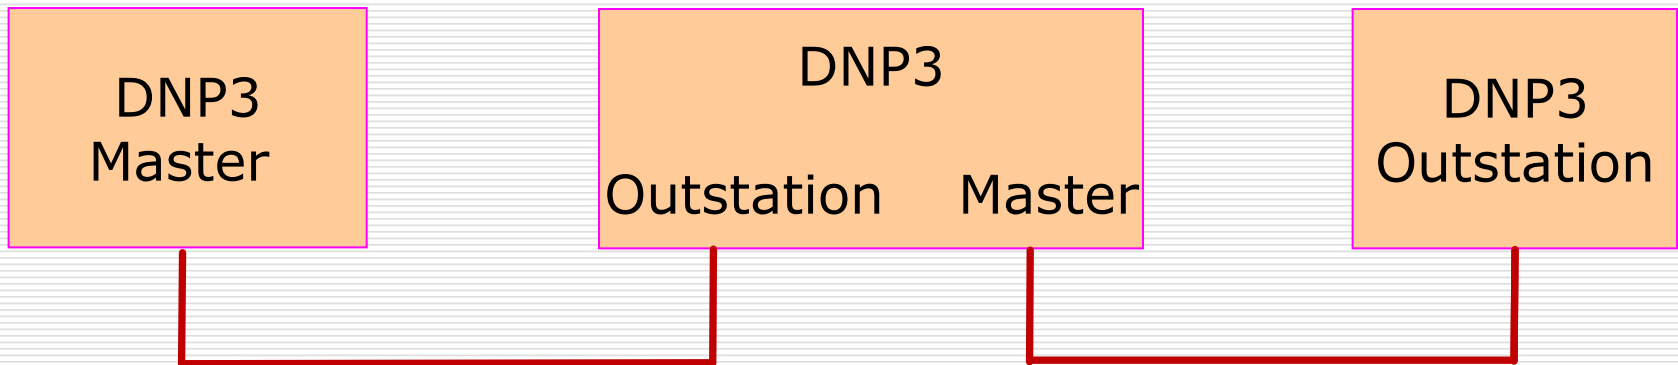 DNP3
Master
DNP3
Outstation Master
DNP3
Outstation